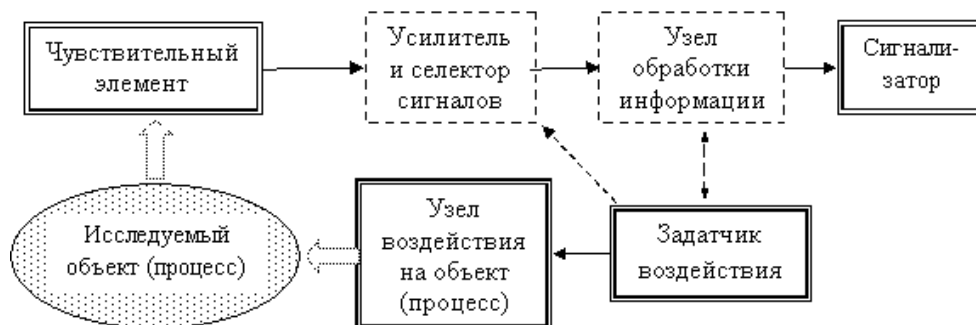 Чувствительный
элемент
Усилитель
и селектор
сигналов
Узел
обработки
информации
Сигнали-
затор
Исследуемый
объект (процесс)
Узел
воздействия
на объект
(процесс)
Задатчик
воздействия